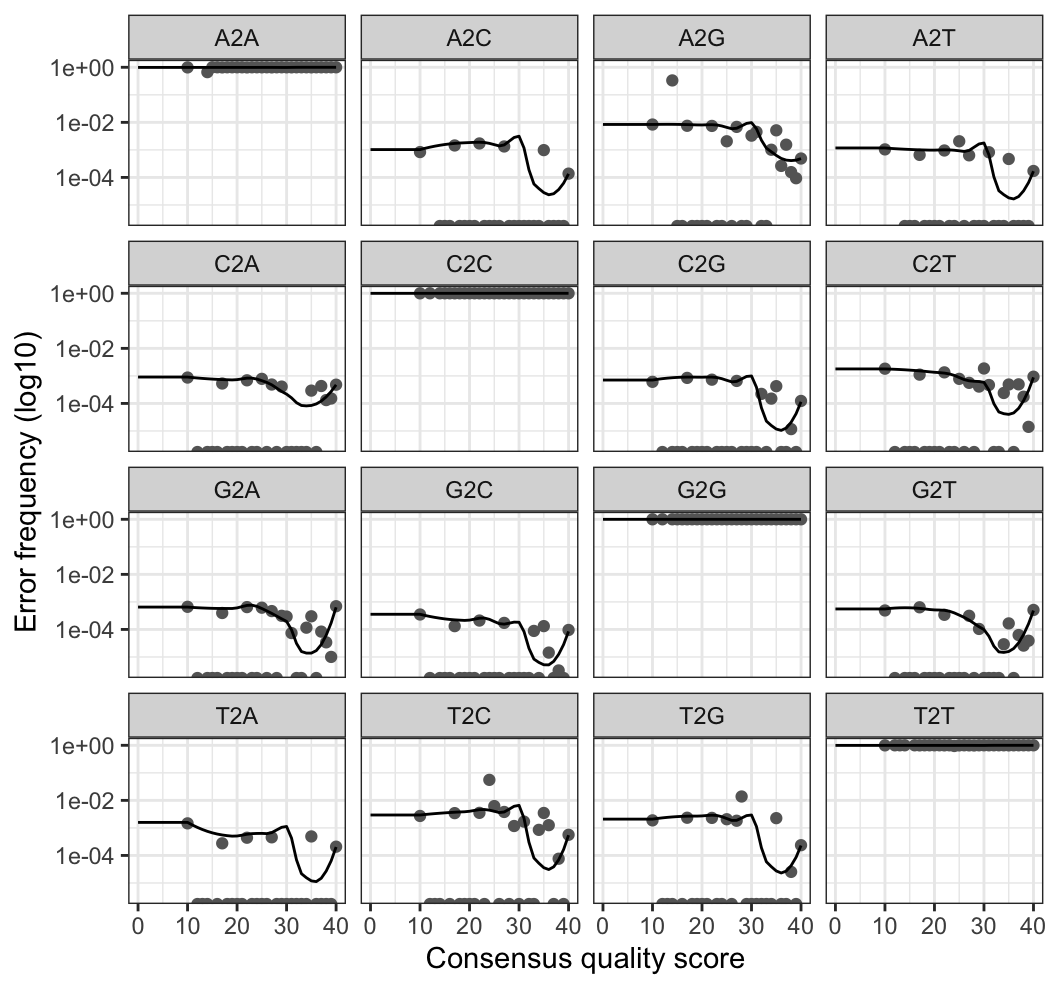 A2A A2C A2G A2T
1e+00
1e-02
1e-04
C2A C2C C2G C2T
1e+00
1e-02
1e-04
G2A G2C G2G G2T
1e+00
1e-02
1e-04
T2A T2C T2G T2T
1e+00
1e-02
1e-04
0 10 20 30 40 0 10 20 30 40 0 10 20 30 40 0 10 20 30 40
Consensus quality score
Error frequency (log10)